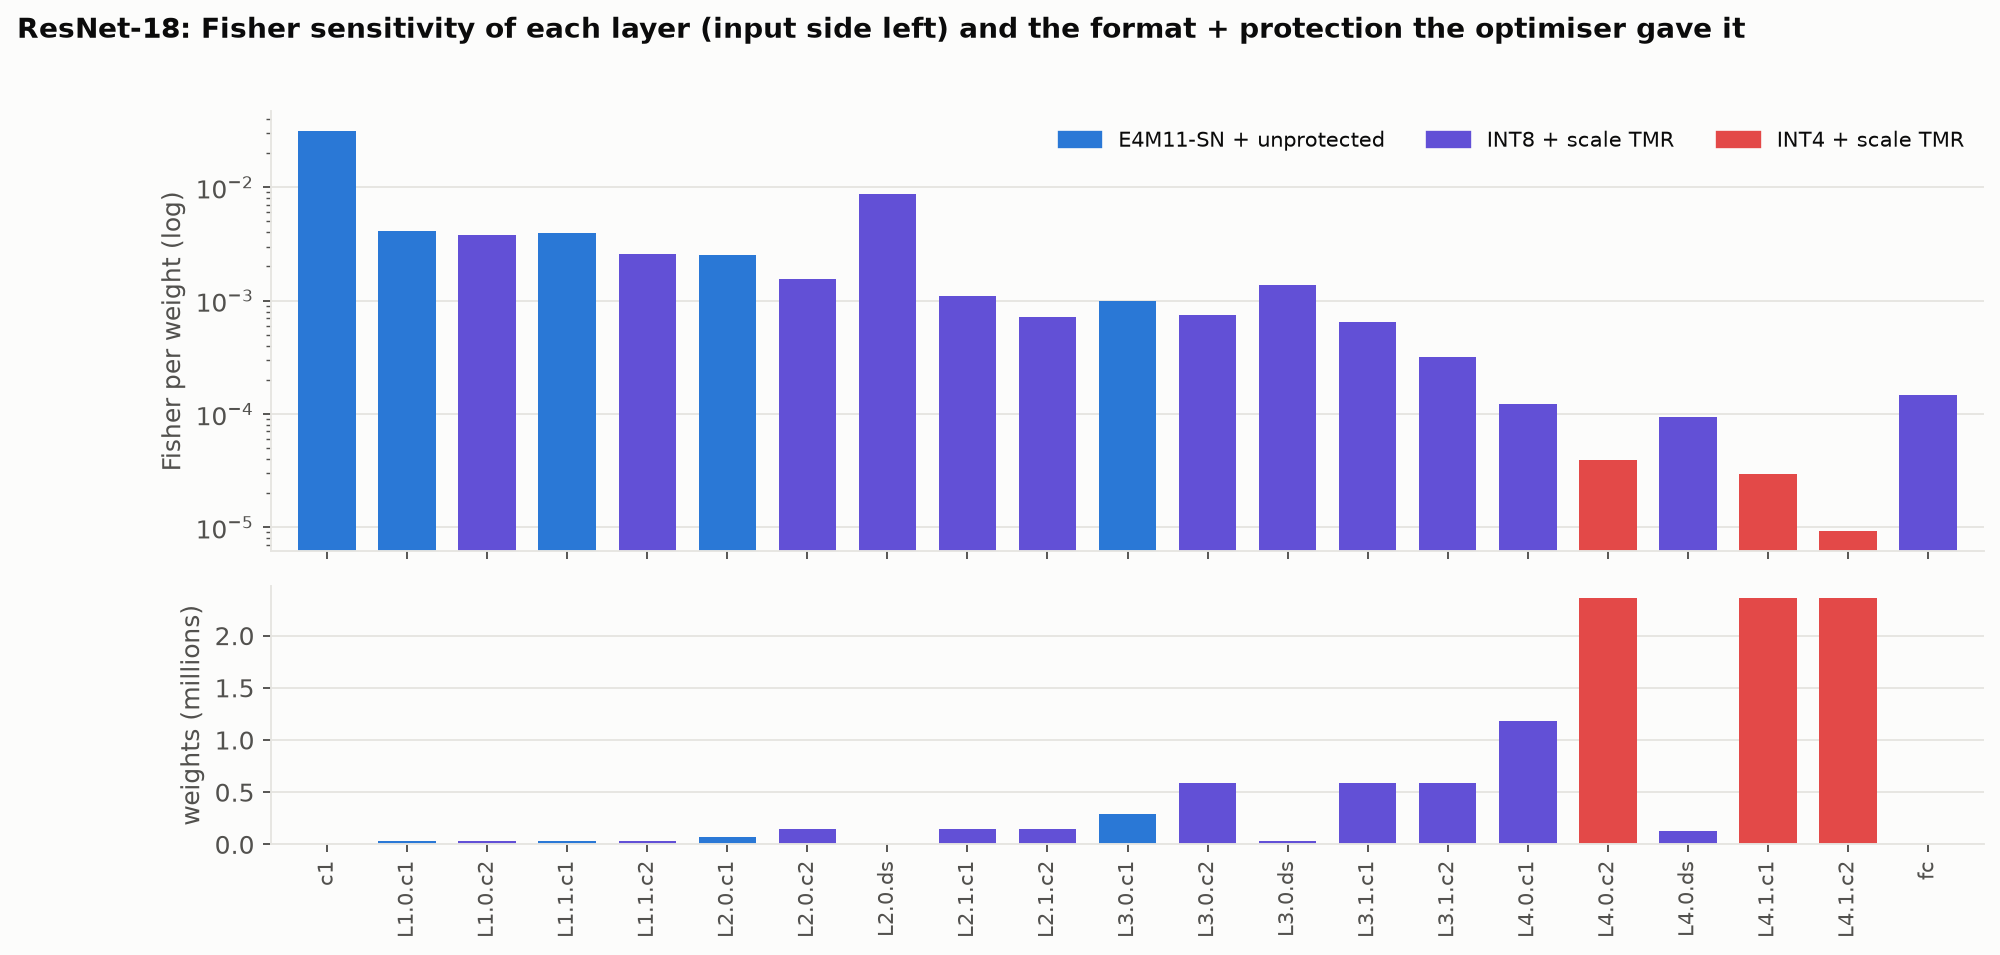 ResNet-18: Fisher sensitivity of each layer (input side left) and the format + protection the optimiser gave it
E4M11-SN + unprotected
INT8 + scale TMR
INT4 + scale TMR
Fisher per weight (log)
10⁻²
10⁻³
10⁻⁴
10⁻⁵
weights (millions)
2.0
1.5
1.0
0.5
0.0
c1
L1.0.c1
L1.0.c2
L1.1.c1
L1.1.c2
L2.0.c1
L2.0.c2
L2.0.ds
L2.1.c1
L2.1.c2
L3.0.c1
L3.0.c2
L3.0.ds
L3.1.c1
L3.1.c2
L4.0.c1
L4.0.c2
L4.0.ds
L4.1.c1
L4.1.c2
fc